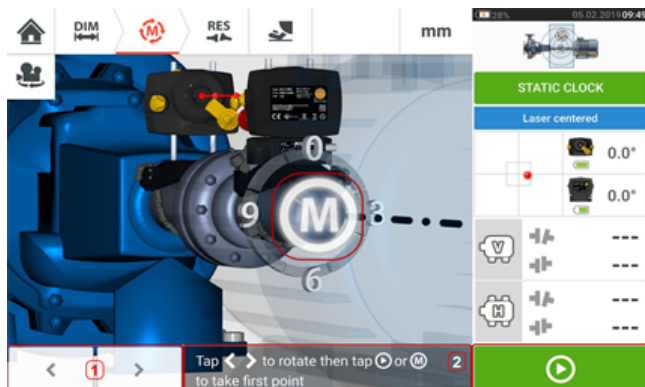 DIM
RES
mm
28%
05.02.2019 09:49
STATIC CLOCK
Laser centered
0.0°
0.0°
0
9
M
3
6
V
---
---
H
---
---
1
Tap < > to rotate then tap or M
to take first point
2